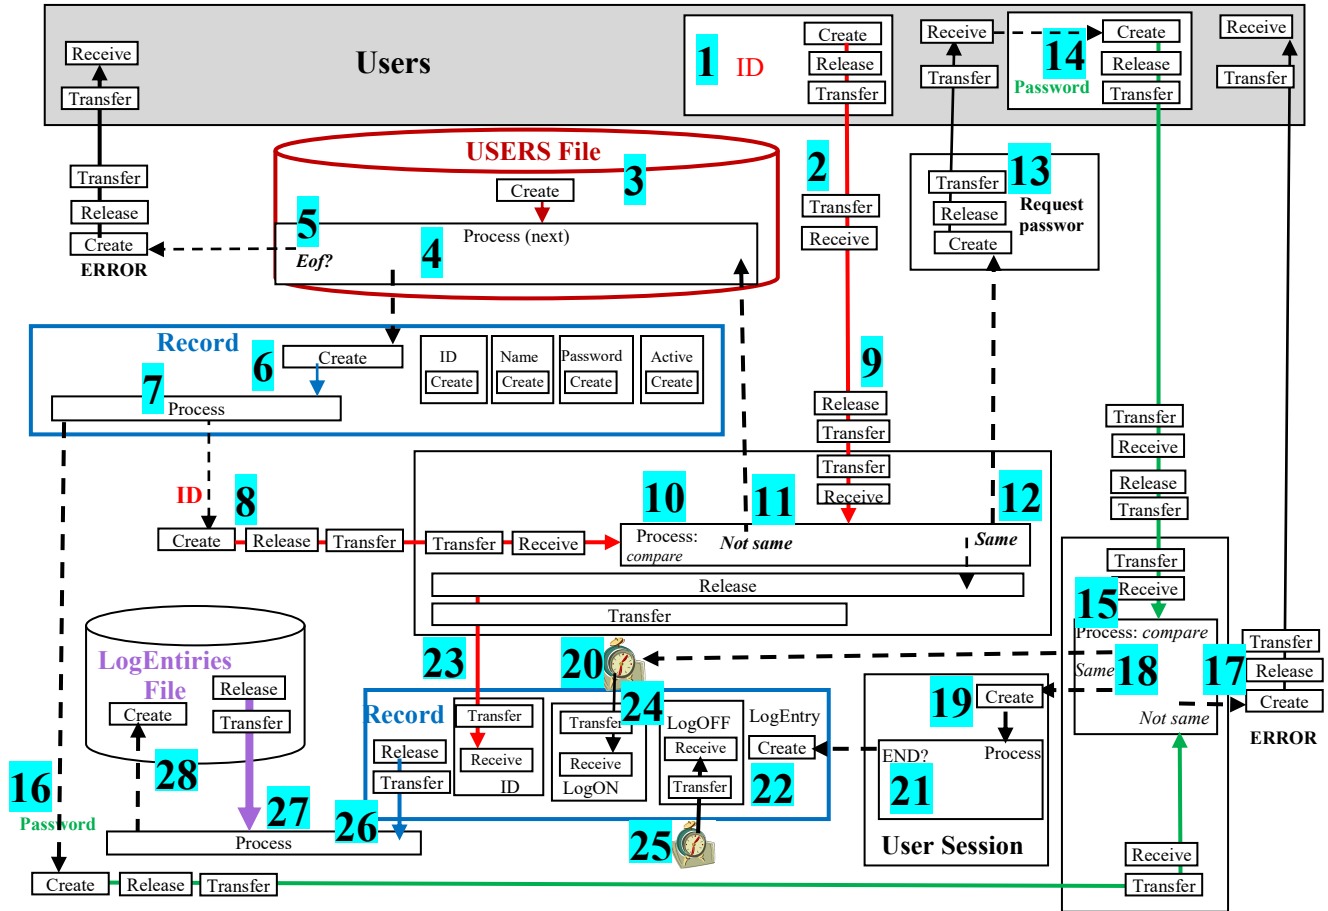 Users
Receive
Transfer
1
ID
Create
Release
Transfer
Receive
Transfer
14
Password
Create
Release
Transfer
Receive
Transfer
Transfer
Release
Create
ERROR
USERS File
3
Create
5
4
Process (next)
Eof?
2
Transfer
Receive
13
Transfer
Release
Create
Request
passwor
Record
6
Create
7
Process
ID
Create
Name
Create
Password
Create
Active
Create
9
Release
Transfer
Transfer
Receive
Transfer
Receive
Release
Transfer
ID
8
Create
Release
Transfer
Transfer
Receive
10
Process:
compare
11
Not same
12
Same
Release
Transfer
Transfer
Receive
15
Process: compare
Same
18
17
Not same
Transfer
Release
Create
ERROR
LogEntiries
File
Create
Release
Transfer
28
27
23
20
24
Record
Release
Transfer
26
Transfer
Receive
ID
Transfer
Receive
LogON
LogOFF
Receive
Transfer
25
LogEntry
Create
22
19
Create
Process
END?
21
User Session
16
Password
Process
Create
Release
Transfer
Receive
Transfer